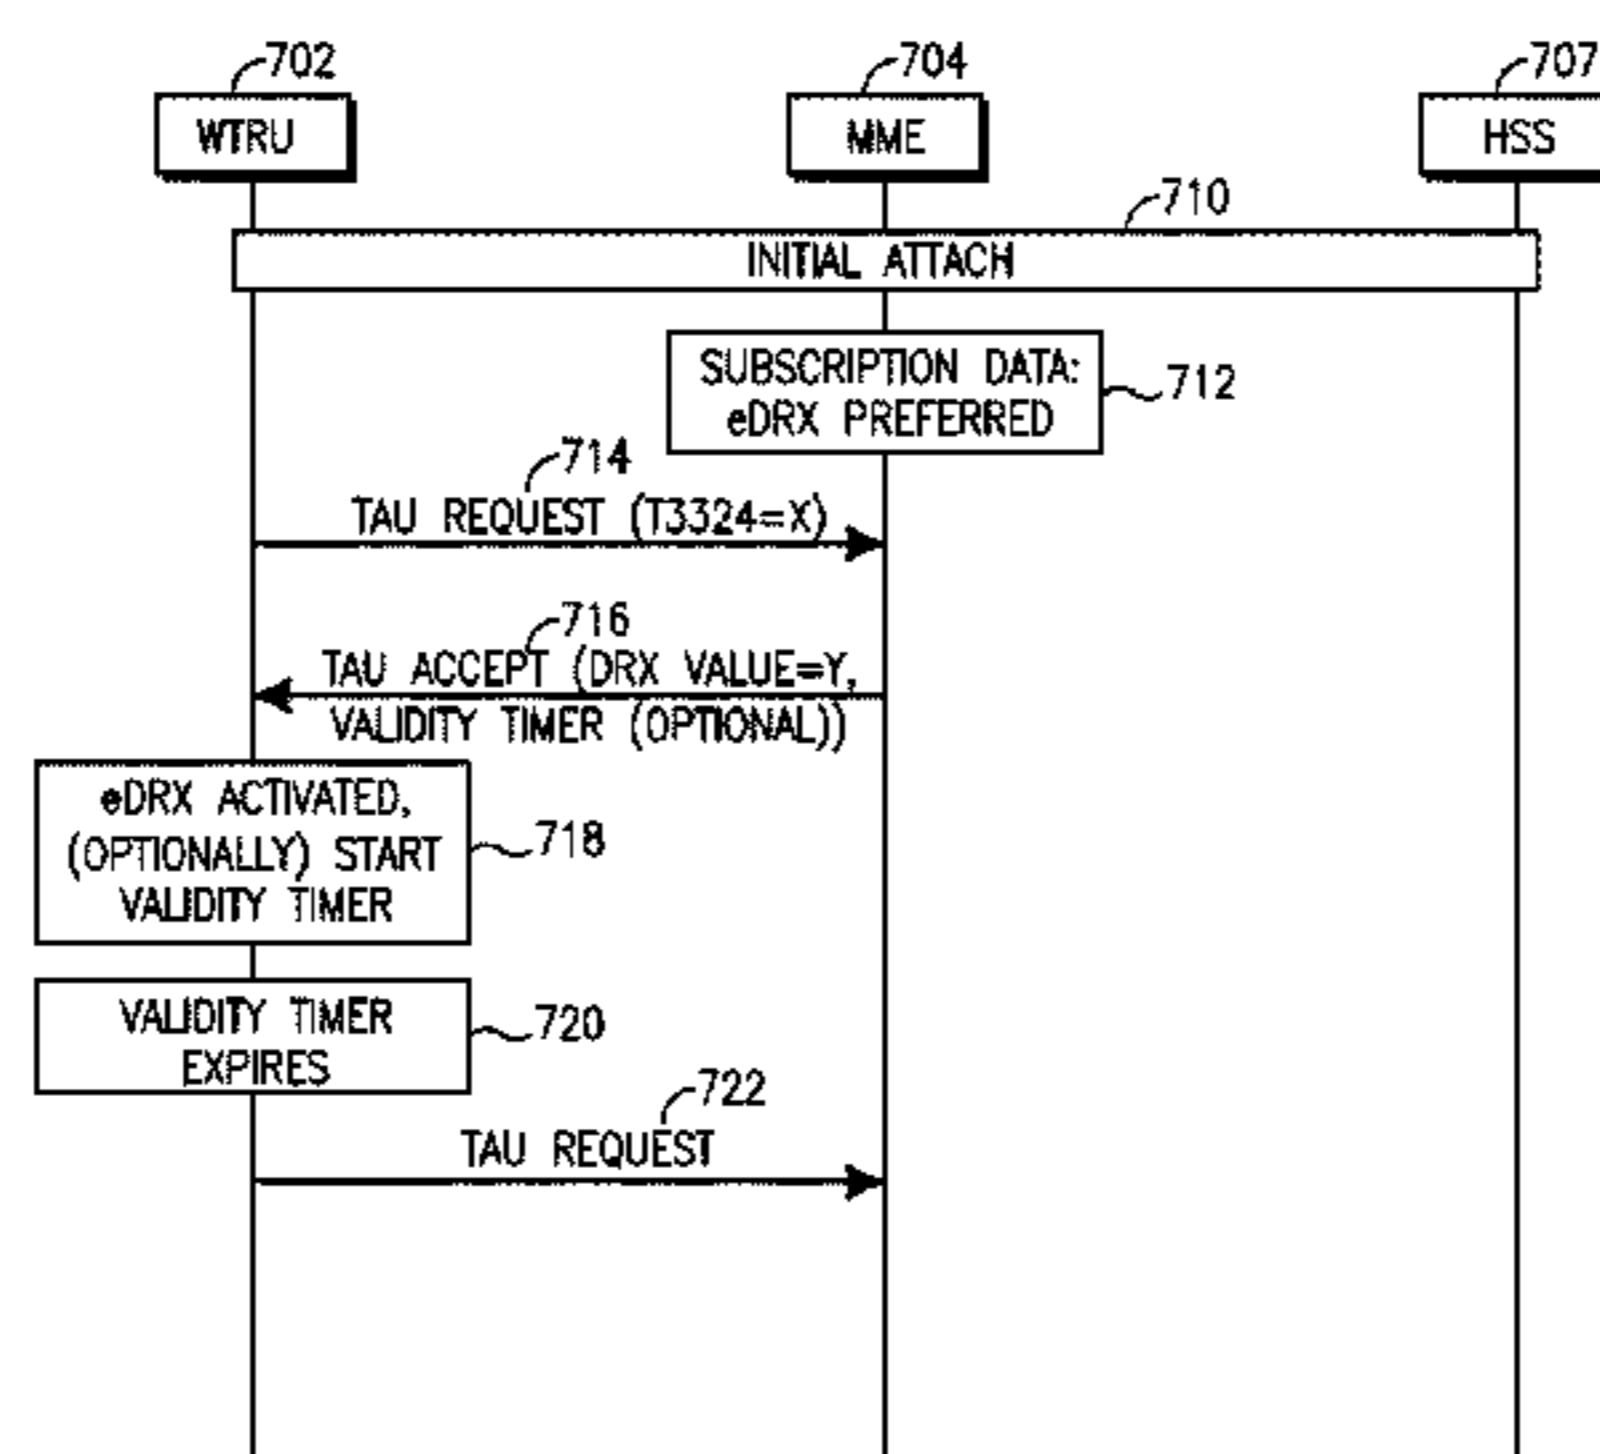 702
704
707
WTRU
MME
HSS
710
INITIAL ATTACH
SUBSCRIPTION DATA:
eDRX PREFERRED
712
714
TAU REQUEST (T3324=X)
716
TAU ACCEPT (DRX VALUE=Y,
VALIDITY TIMER (OPTIONAL))
eDRX ACTIVATED,
(OPTIONALLY) START
VALIDITY TIMER
718
VALIDITY TIMER
EXPIRES
720
722
TAU REQUEST